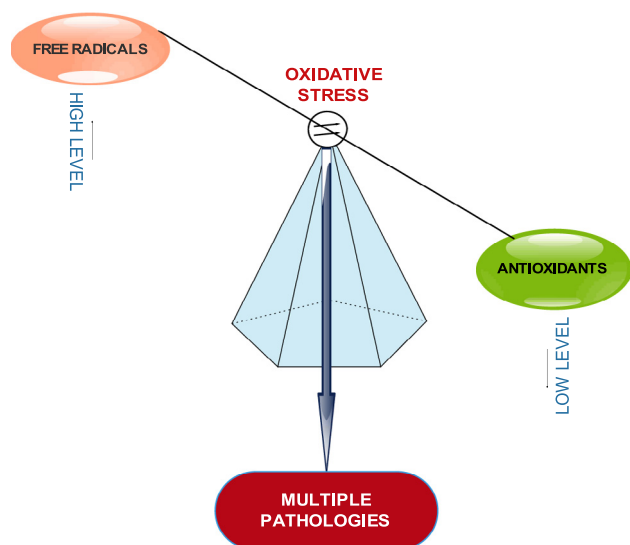 FREE RADICALS
OXIDATIVE
STRESS
HIGH LEVEL
ANTIOXIDANTS
LOW LEVEL
MULTIPLE
PATHOLOGIES